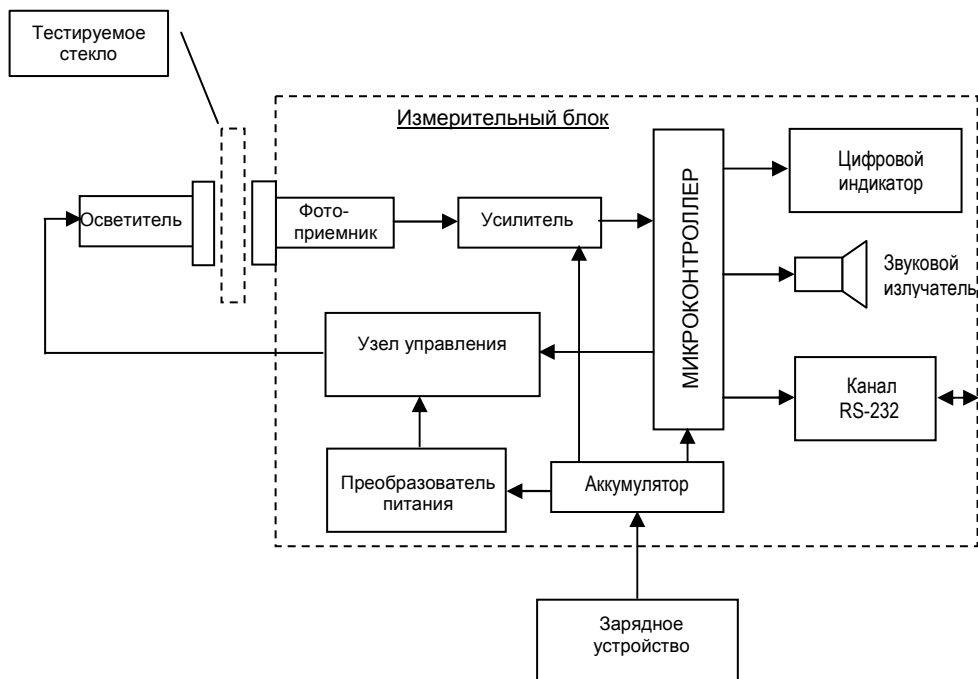 Тестируемое
стекло
Измерительный блок
Цифровой
индикатор
МИКРОКОНТРОЛЛЕР
Осветитель
Фото-
приемник
Усилитель
Звуковой
излучатель
Узел управления
Канал
RS-232
Преобразователь
питания
Аккумулятор
Зарядное
устройство